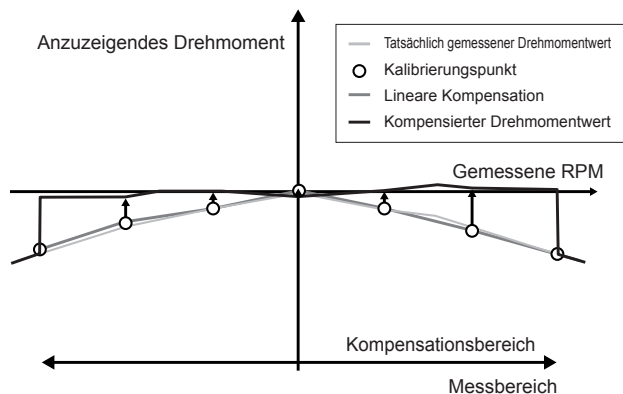 Anzuzeigendes Drehmoment
Tatsächlich gemessener Drehmomentwert
Kalibrierungspunkt
Lineare Kompensation
Kompensierter Drehmomentwert
Gemessene RPM
Kompensationsbereich
Messbereich